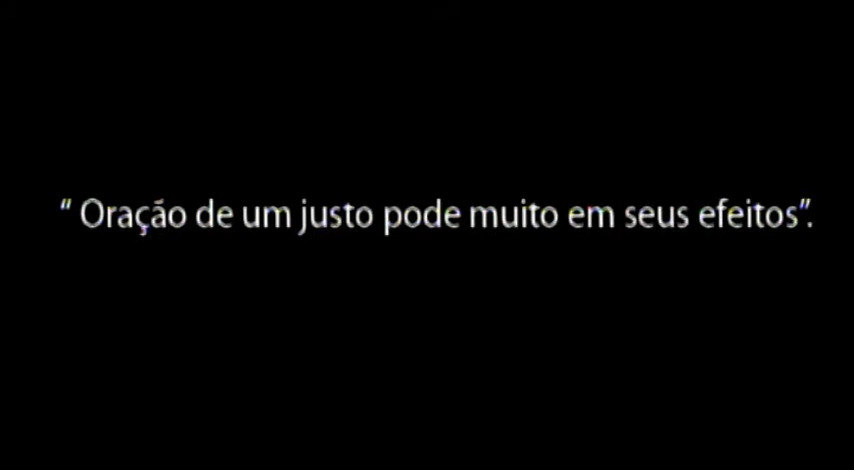 “ Oração de um justo pode muito em seus efeitos”.